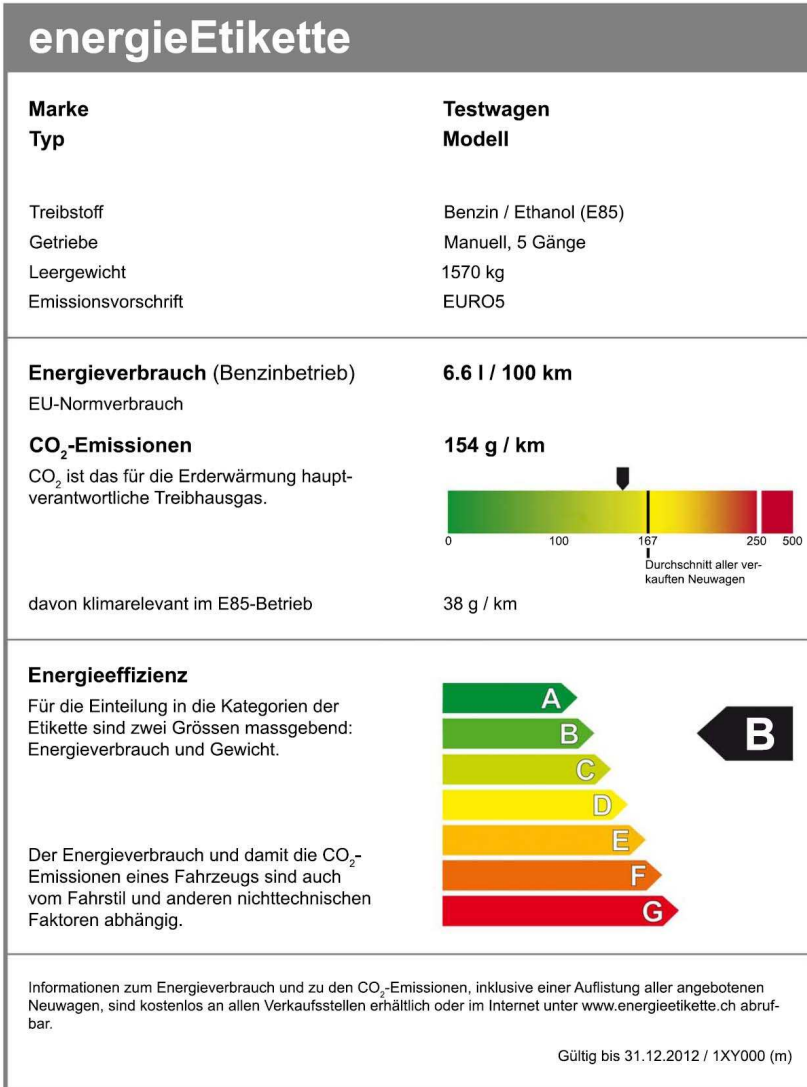 energieEtikette
Marke Testwagen
Typ Modell
Treibstoff Benzin / Ethanol (E85)
Getriebe Manuell, 5 Gänge
Leergewicht 1570 kg
Emissionsvorschrift EURO5
Energieverbrauch (Benzinbetrieb) 6.6 l / 100 km
EU-Normverbrauch
CO₂-Emissionen 154 g / km
CO₂ ist das für die Erderwärmung haupt-
verantwortliche Treibhausgas.
0 100 167 250 500
Durchschnitt aller ver-
kauften Neuwagen
davon klimarelevant im E85-Betrieb 38 g / km
Energieeffizienz
Für die Einteilung in die Kategorien der
Etikette sind zwei Grössen massgebend:
Energieverbrauch und Gewicht.
Der Energieverbrauch und damit die CO₂-
Emissionen eines Fahrzeugs sind auch
vom Fahrstil und anderen nichttechnischen
Faktoren abhängig.
A
B B
C
D
E
F
G
Informationen zum Energieverbrauch und zu den CO₂-Emissionen, inklusive einer Auflistung aller angebotenen
Neuwagen, sind kostenlos an allen Verkaufsstellen erhältlich oder im Internet unter www.energieetikette.ch abruf-
bar.
Gültig bis 31.12.2012 / 1XY000 (m)